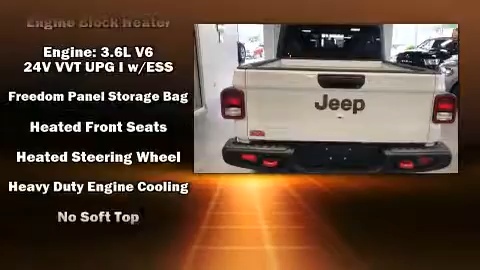 Engine Block Heater
Engine: 3.6L V6
24V VVT UPG I w/ESS
Freedom Panel Storage Bag
Heated Front Seats
Heated Steering Wheel
Heavy Duty Engine Cooling
No Soft Top
Jeep